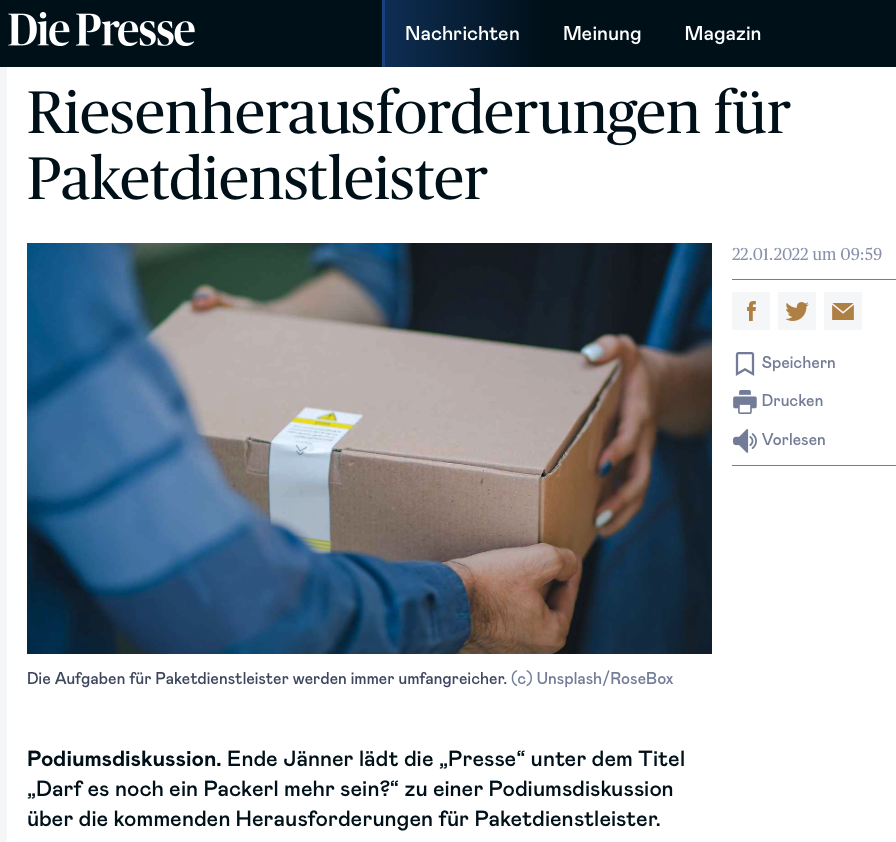 Die Presse
Nachrichten
Meinung
Magazin
Riesenherausforderungen für
Paketdienstleister
22.01.2022 um 09:59
Speichern
Drucken
Vorlesen
Die Aufgaben für Paketdienstleister werden immer umfangreicher. (c) Unsplash/RoseBox
Podiumsdiskussion. Ende Jänner lädt die „Presse“ unter dem Titel
„Darf es noch ein Packerl mehr sein?“ zu einer Podiumsdiskussion
über die kommenden Herausforderungen für Paketdienstleister.